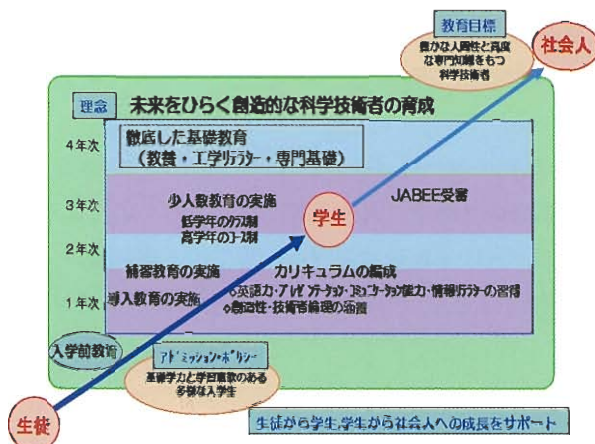 教育目標
豊かな人間性と高度
な専門知識をもつ
科学技術者
社会人
理念
未来をひらく創造的な科学技術者の育成
4年次
徹底した基礎教育
(教養・工学リテラシー・専門基礎)
3年次
少人数教育の実施
低学年のクラス制
高学年のコース制
学生
JABEE受審
2年次
補習教育の実施
カリキュラムの編成
1年次
導入教育の実施
◇英語力・プレゼンテーション・コミュニケーション能力・情報リテラシーの習得
◇創造性・技術者倫理の涵養
入学前教育
アドミッション・ポリシー
基礎学力と学習意欲のある
多様な入学生
生徒
生徒から学生,学生から社会人への成長をサポート